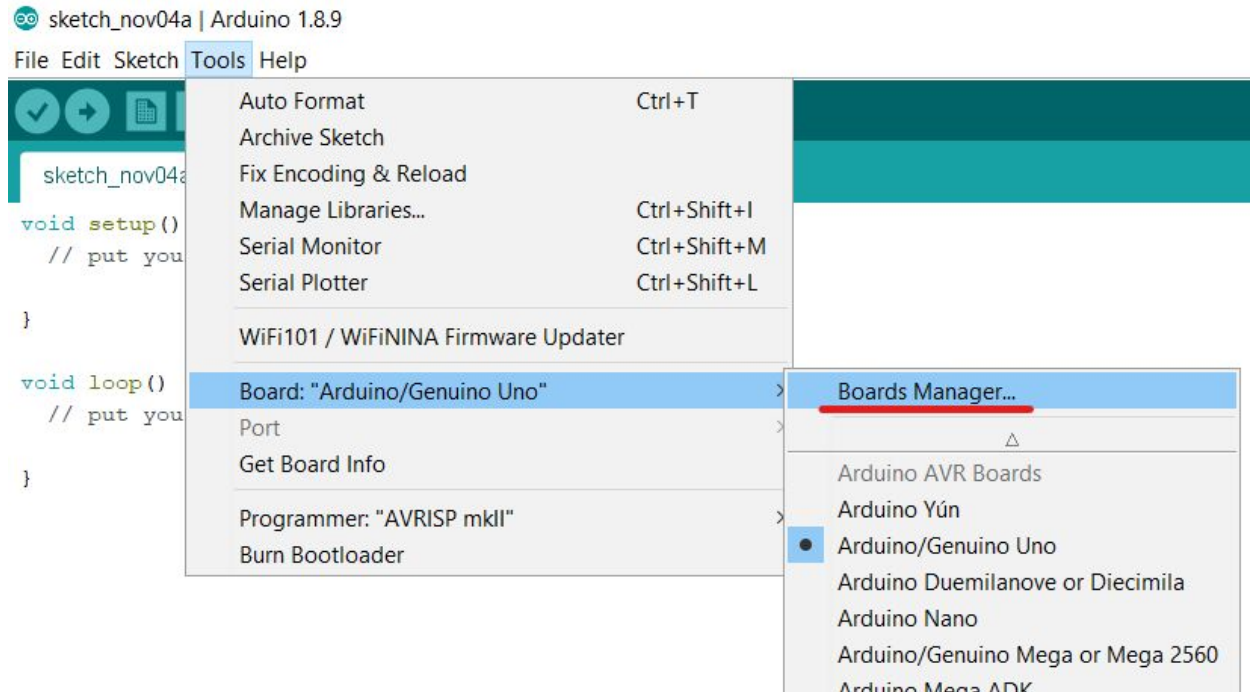 sketch_nov04a | Arduino 1.8.9
File Edit Sketch Tools Help
sketch_nov04a
void setup()
// put you
}
void loop()
// put you
}
Auto Format Ctrl+T
Archive Sketch
Fix Encoding & Reload
Manage Libraries... Ctrl+Shift+I
Serial Monitor Ctrl+Shift+M
Serial Plotter Ctrl+Shift+L
WiFi101 / WiFiNINA Firmware Updater
Board: "Arduino/Genuino Uno"
Port
Get Board Info
Programmer: "AVRISP mkII"
Burn Bootloader
Boards Manager...
Arduino AVR Boards
Arduino Yún
Arduino/Genuino Uno
Arduino Duemilanove or Diecimila
Arduino Nano
Arduino/Genuino Mega or Mega 2560
Arduino Mega ADK